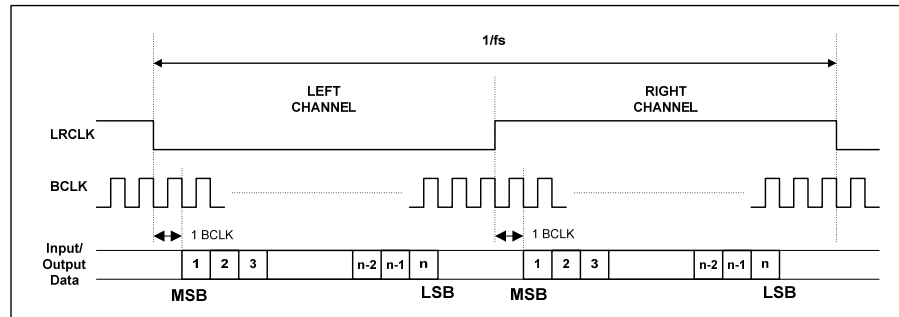 1/fs
LEFT
CHANNEL
RIGHT
CHANNEL
LRCLK
BCLK
1 BCLK
1 BCLK
Input/
Output
Data
1 2 3 n-2 n-1 n 1 2 3 n-2 n-1 n
MSB LSB MSB LSB